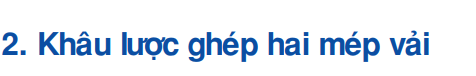 2. Khâu lược ghép hai mép vải